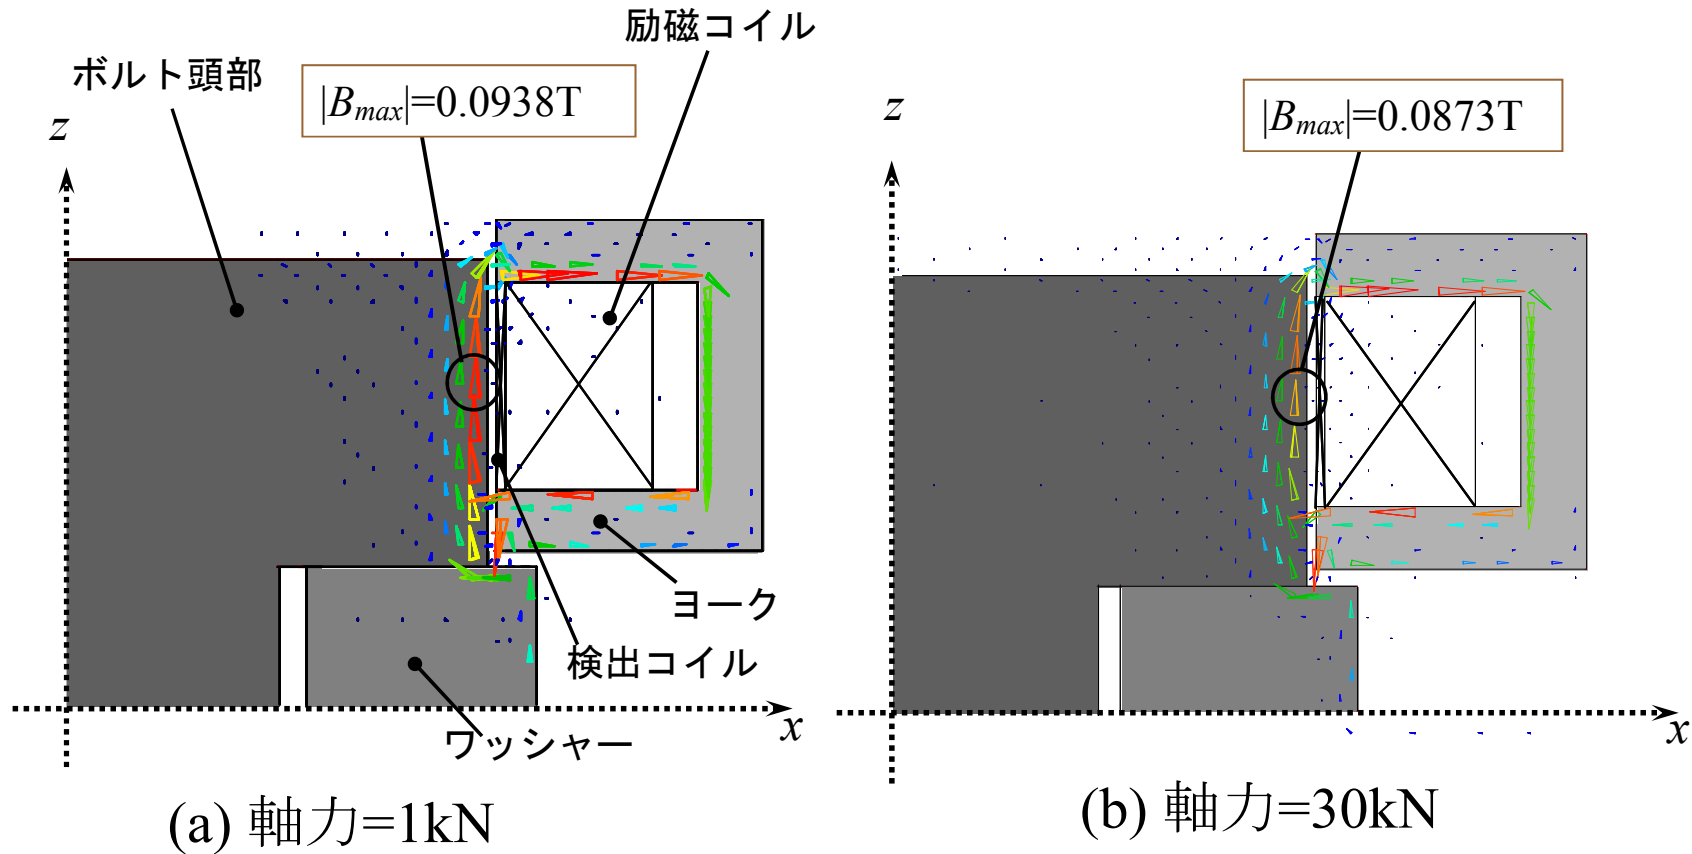 励磁コイル
ボルト頭部
|Bmax|=0.0938T
z
ヨーク
検出コイル
ワッシャー
x
(a) 軸力=1kN
|Bmax|=0.0873T
z
x
(b) 軸力=30kN